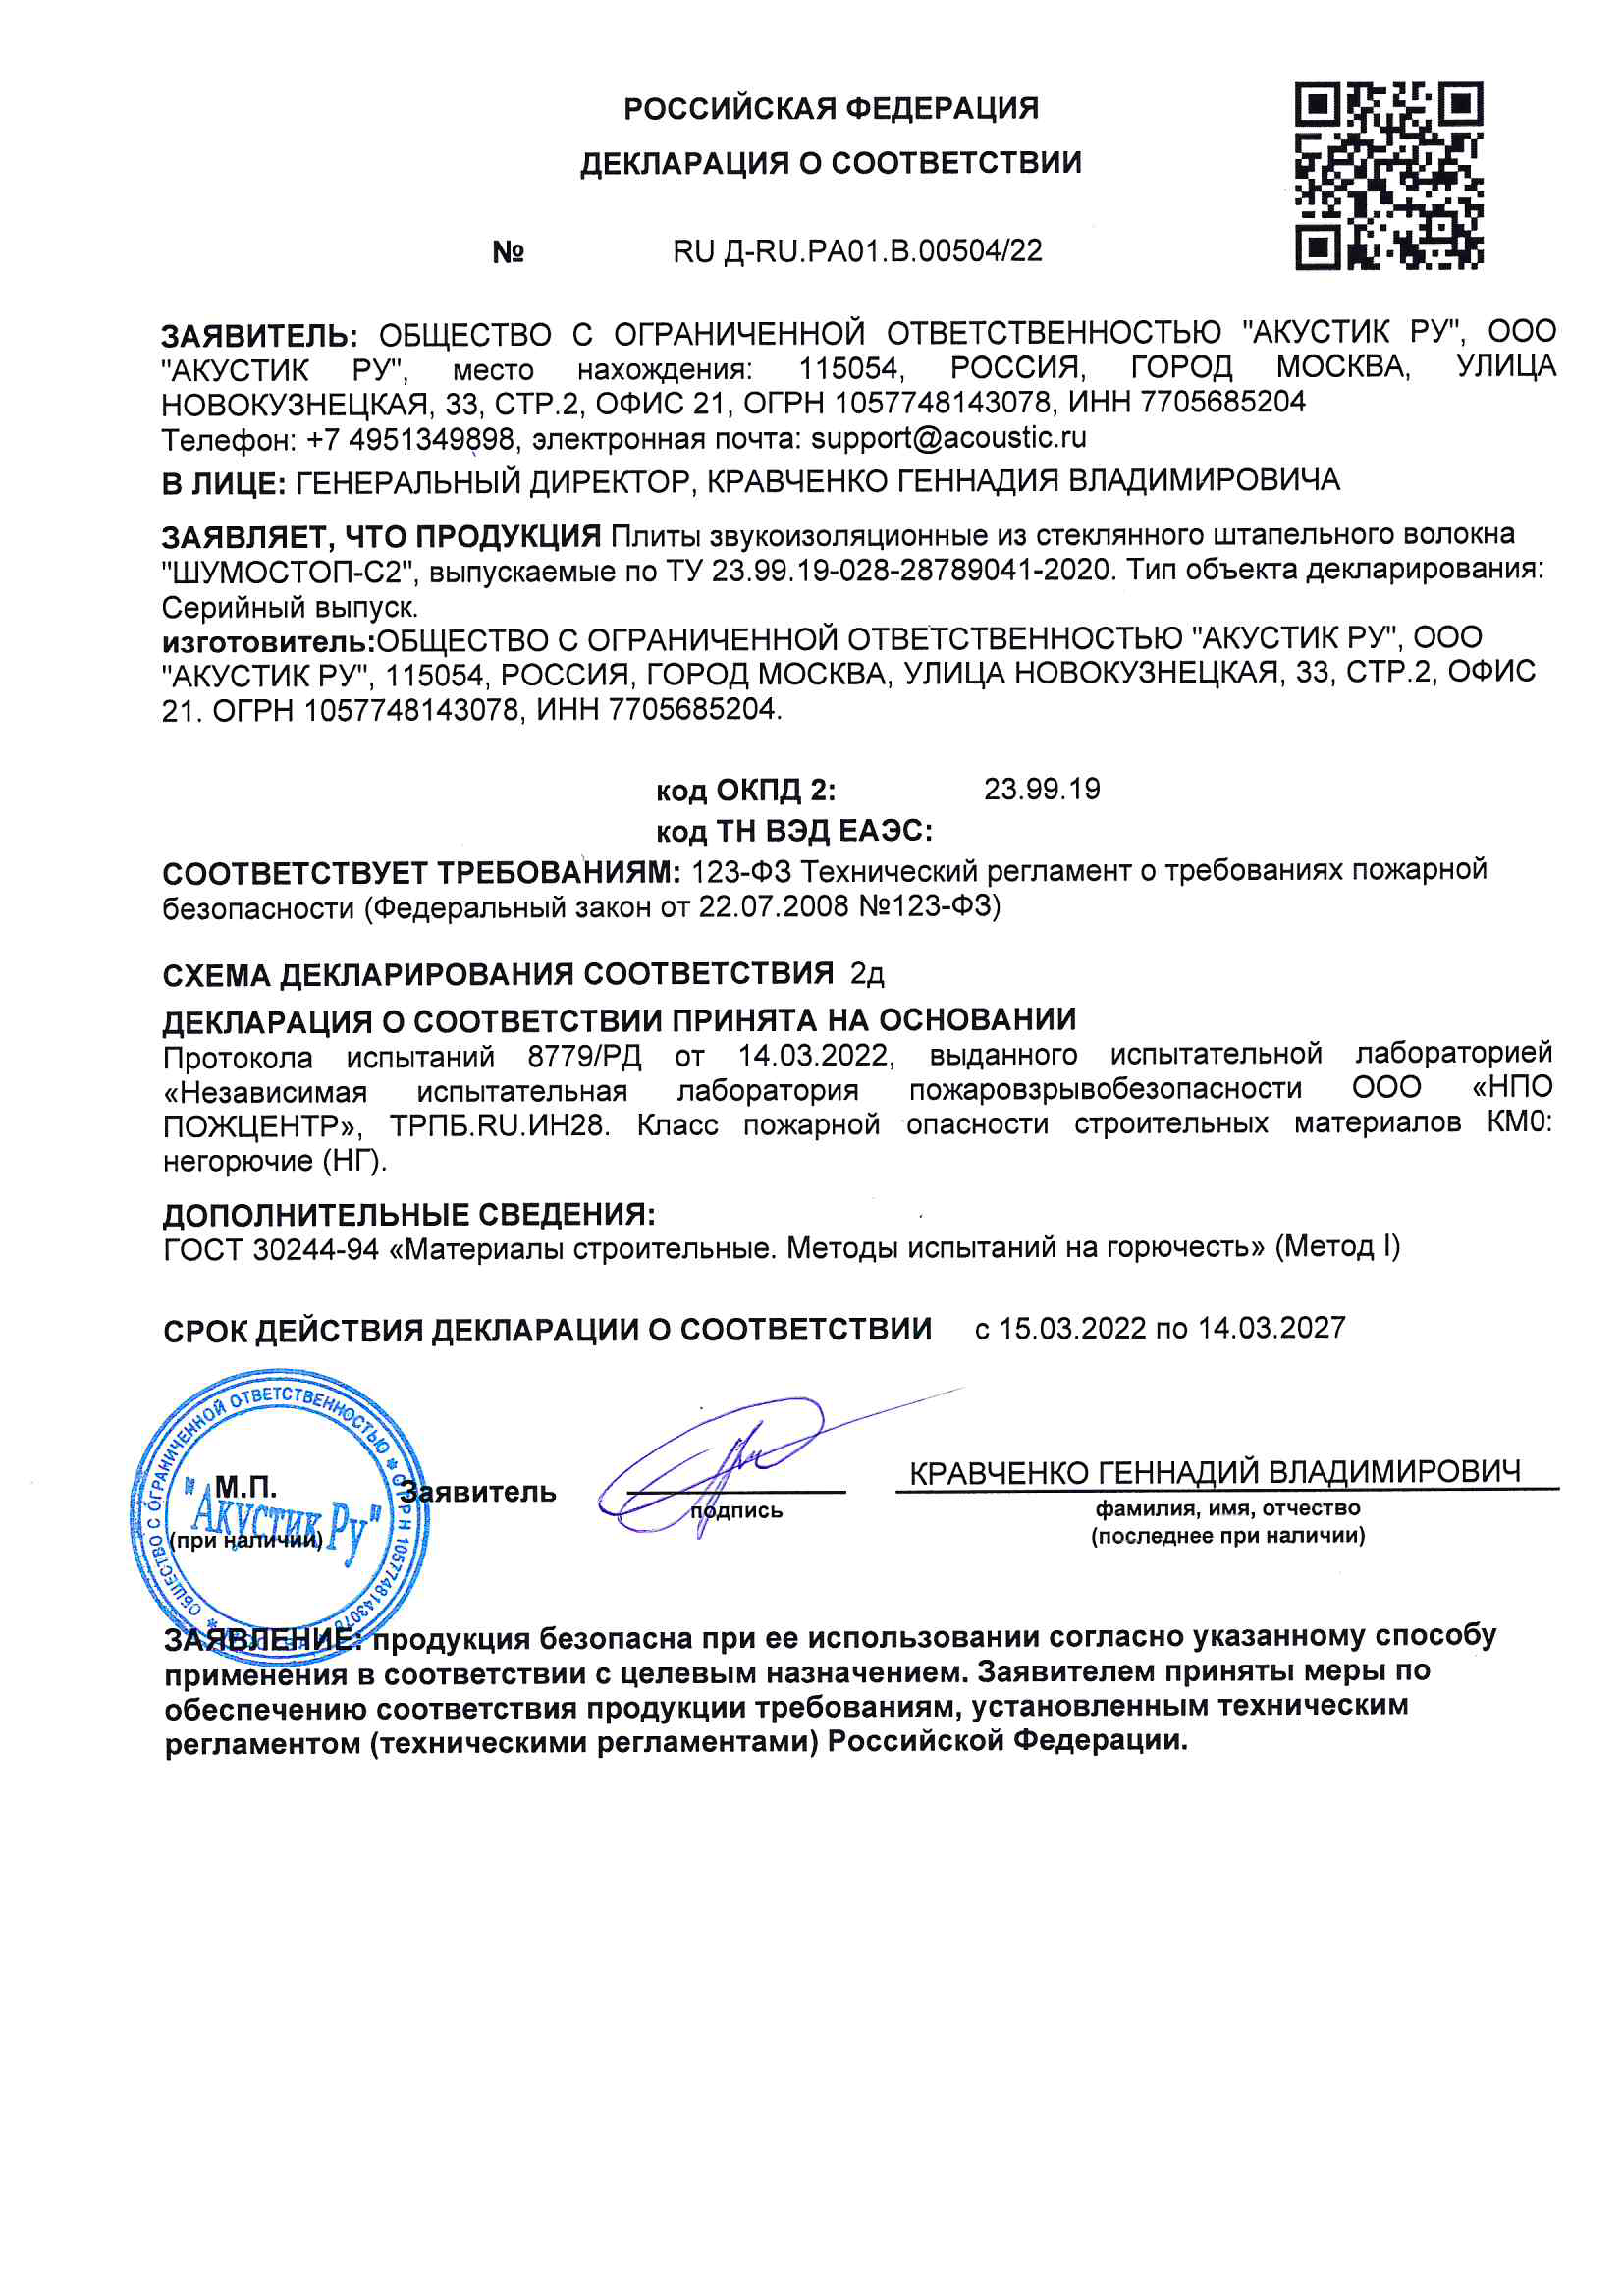 РОССИЙСКАЯ ФЕДЕРАЦИЯ
ДЕКЛАРАЦИЯ О СООТВЕТСТВИИ
№ RU Д-RU.РА01.В.00504/22
ЗАЯВИТЕЛЬ: ОБЩЕСТВО С ОГРАНИЧЕННОЙ ОТВЕТСТВЕННОСТЬЮ "АКУСТИК РУ", ООО
"АКУСТИК РУ", место нахождения: 115054, РОССИЯ, ГОРОД МОСКВА, УЛИЦА
НОВОКУЗНЕЦКАЯ, 33, СТР.2, ОФИС 21, ОГРН 1057748143078, ИНН 7705685204
Телефон: +7 4951349898, электронная почта: support@acoustic.ru
В ЛИЦЕ: ГЕНЕРАЛЬНЫЙ ДИРЕКТОР, КРАВЧЕНКО ГЕННАДИЯ ВЛАДИМИРОВИЧА
ЗАЯВЛЯЕТ, ЧТО ПРОДУКЦИЯ Плиты звукоизоляционные из стеклянного штапельного волокна
"ШУМОСТОП-С2", выпускаемые по ТУ 23.99.19-028-28789041-2020. Тип объекта декларирования:
Серийный выпуск.
изготовитель:ОБЩЕСТВО С ОГРАНИЧЕННОЙ ОТВЕТСТВЕННОСТЬЮ "АКУСТИК РУ", ООО
"АКУСТИК РУ", 115054, РОССИЯ, ГОРОД МОСКВА, УЛИЦА НОВОКУЗНЕЦКАЯ, 33, СТР.2, ОФИС
21. ОГРН 1057748143078, ИНН 7705685204.
код ОКПД 2: 23.99.19
код ТН ВЭД ЕАЭС:
СООТВЕТСТВУЕТ ТРЕБОВАНИЯМ: 123-ФЗ Технический регламент о требованиях пожарной
безопасности (Федеральный закон от 22.07.2008 №123-ФЗ)
СХЕМА ДЕКЛАРИРОВАНИЯ СООТВЕТСТВИЯ 2д
ДЕКЛАРАЦИЯ О СООТВЕТСТВИИ ПРИНЯТА НА ОСНОВАНИИ
Протокола испытаний 8779/РД от 14.03.2022, выданного испытательной лабораторией
«Независимая испытательная лаборатория пожаровзрывобезопасности ООО «НПО
ПОЖЦЕНТР», ТРПБ.RU.ИН28. Класс пожарной опасности строительных материалов КМ0:
негорючие (НГ).
ДОПОЛНИТЕЛЬНЫЕ СВЕДЕНИЯ:
ГОСТ 30244-94 «Материалы строительные. Методы испытаний на горючесть» (Метод I)
СРОК ДЕЙСТВИЯ ДЕКЛАРАЦИИ О СООТВЕТСТВИИ с 15.03.2022 по 14.03.2027
ОБЩЕСТВО С ОГРАНИЧЕННОЙ ОТВЕТСТВЕННОСТЬЮ * ОГРН 1057748143078 * МОСКВА *
"Акустик Ру"
М.П. Заявитель КРАВЧЕНКО ГЕННАДИЙ ВЛАДИМИРОВИЧ
(при наличии) подпись фамилия, имя, отчество
(последнее при наличии)
ЗАЯВЛЕНИЕ: продукция безопасна при ее использовании согласно указанному способу
применения в соответствии с целевым назначением. Заявителем приняты меры по
обеспечению соответствия продукции требованиям, установленным техническим
регламентом (техническими регламентами) Российской Федерации.